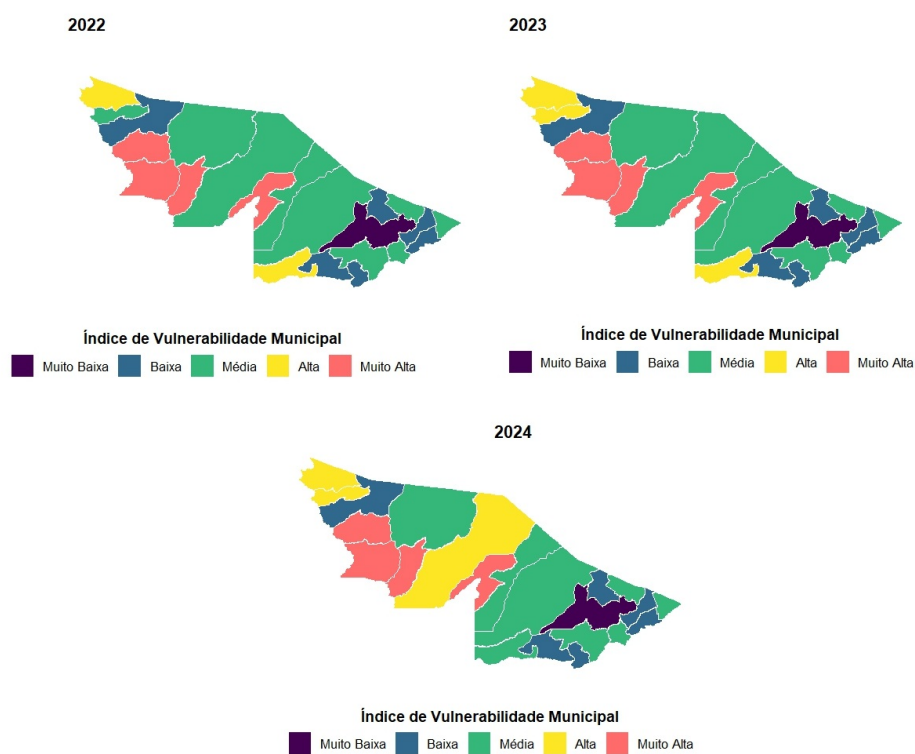 2022
2023
Índice de Vulnerabilidade Municipal
Muito Baixa Baixa Média Alta Muito Alta
Índice de Vulnerabilidade Municipal
Muito Baixa Baixa Média Alta Muito Alta
2024
Índice de Vulnerabilidade Municipal
Muito Baixa Baixa Média Alta Muito Alta